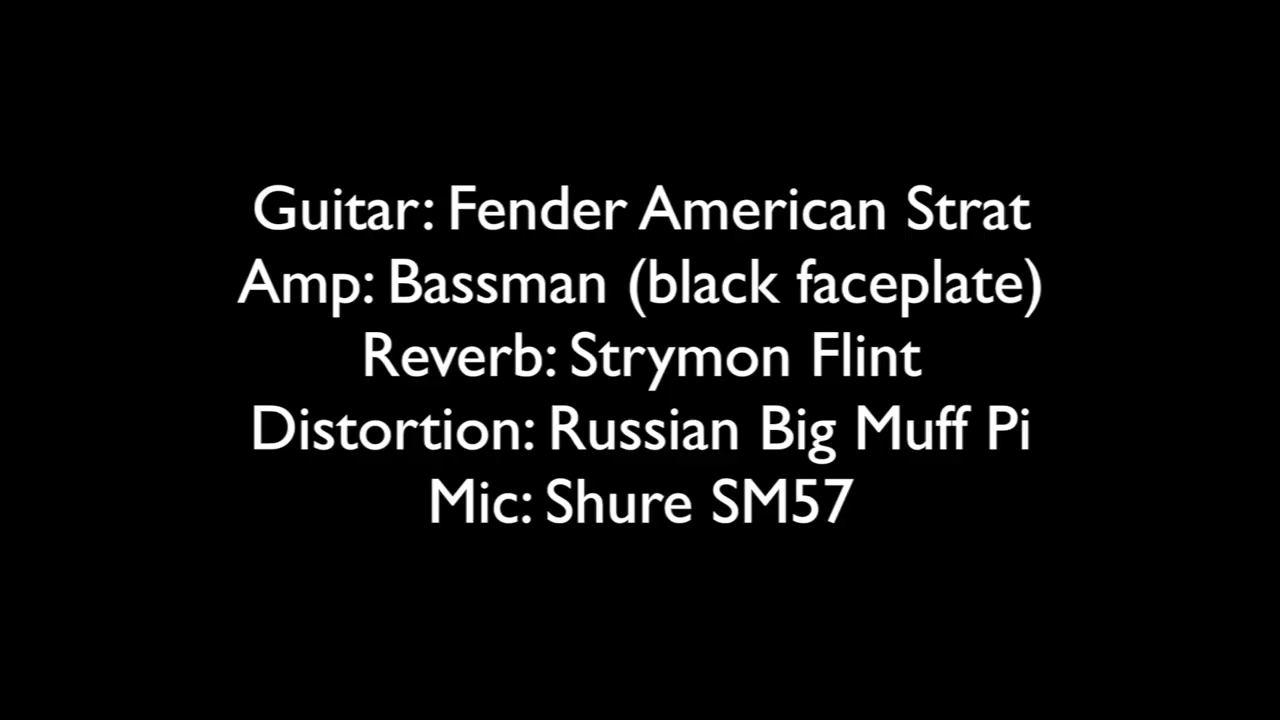 Guitar: Fender American Strat
Amp: Bassman (black faceplate)
Reverb: Strymon Flint
Distortion: Russian Big Muff Pi
Mic: Shure SM57